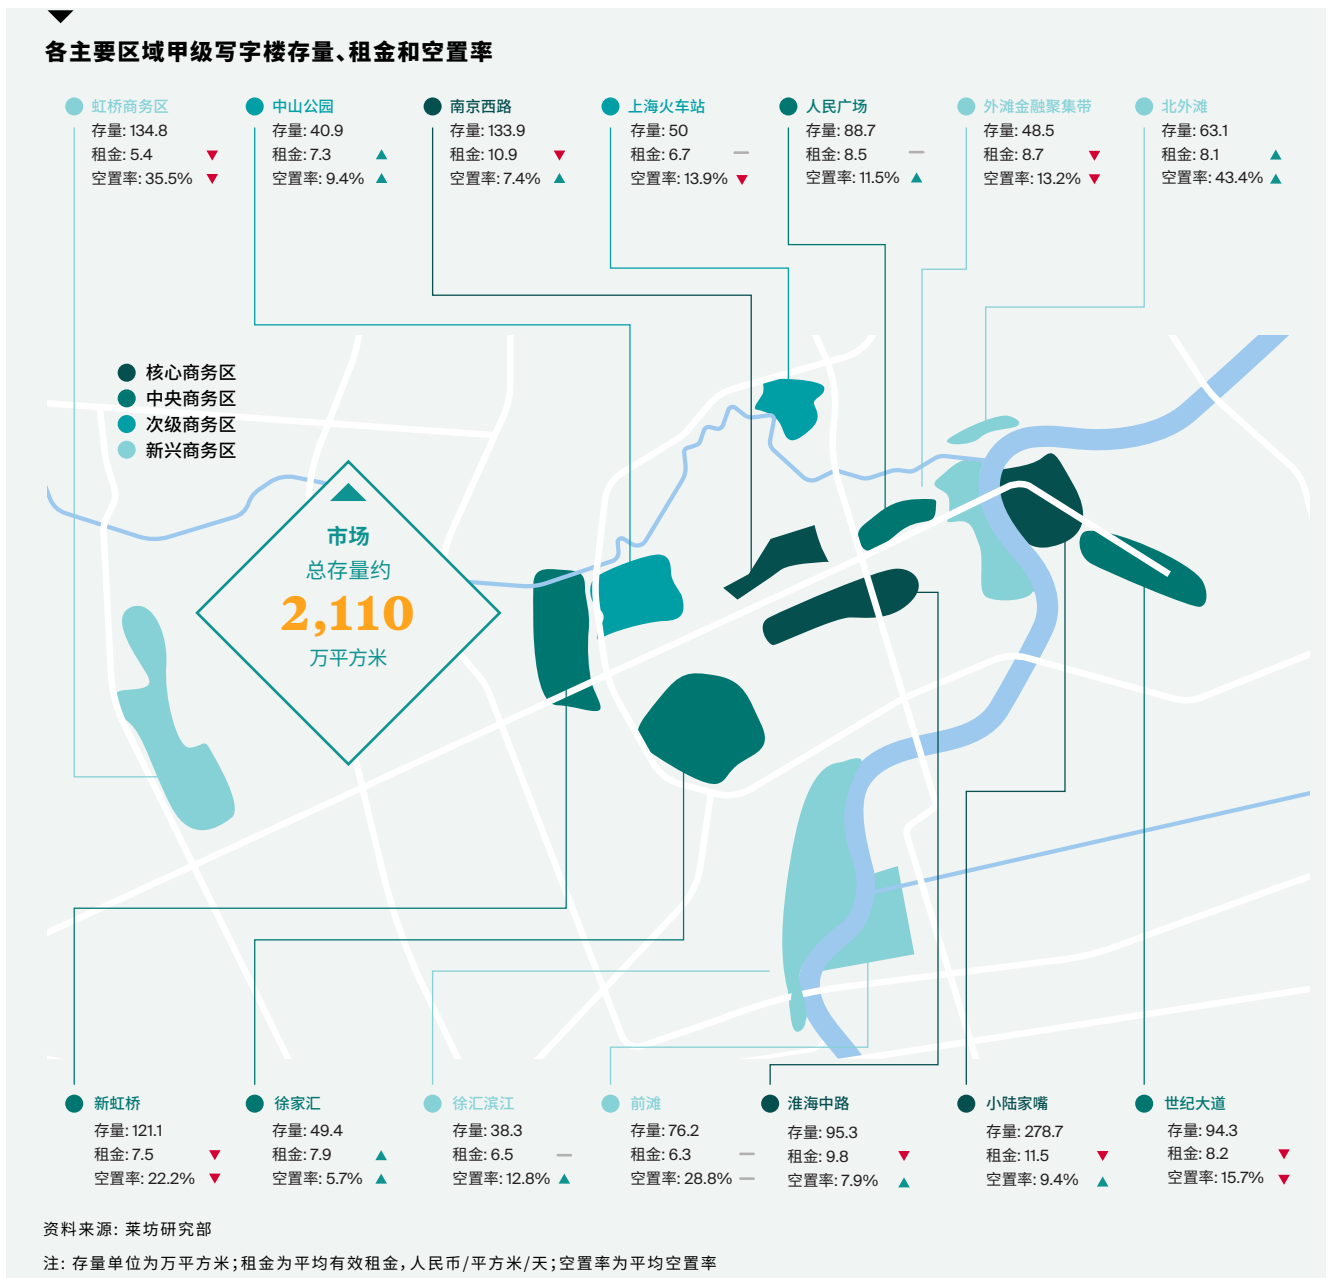 各主要区域甲级写字楼存量、租金和空置率
虹桥商务区
存量: 134.8
租金: 5.4
空置率: 35.5%
中山公园
存量: 40.9
租金: 7.3
空置率: 9.4%
南京西路
存量: 133.9
租金: 10.9
空置率: 7.4%
上海火车站
存量: 50
租金: 6.7
空置率: 13.9%
人民广场
存量: 88.7
租金: 8.5
空置率: 11.5%
外滩金融聚集带
存量: 48.5
租金: 8.7
空置率: 13.2%
北外滩
存量: 63.1
租金: 8.1
空置率: 43.4%
核心商务区
中央商务区
次级商务区
新兴商务区
市场
总存量约
2,110
万平方米
新虹桥
存量: 121.1
租金: 7.5
空置率: 22.2%
徐家汇
存量: 49.4
租金: 7.9
空置率: 5.7%
徐汇滨江
存量: 38.3
租金: 6.5
空置率: 12.8%
前滩
存量: 76.2
租金: 6.3
空置率: 28.8%
淮海中路
存量: 95.3
租金: 9.8
空置率: 7.9%
小陆家嘴
存量: 278.7
租金: 11.5
空置率: 9.4%
世纪大道
存量: 94.3
租金: 8.2
空置率: 15.7%
资料来源: 莱坊研究部
注: 存量单位为万平方米；租金为平均有效租金，人民币/平方米/天；空置率为平均空置率